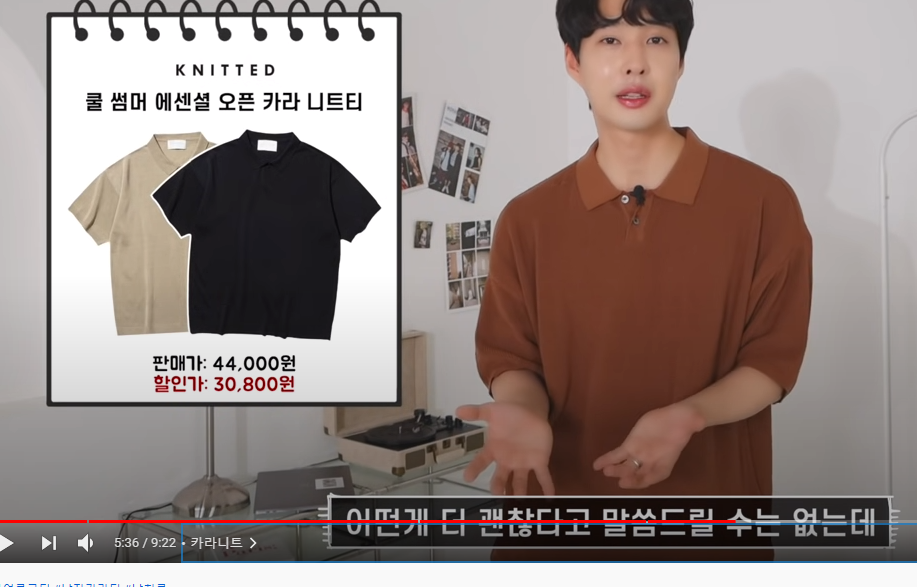 KNITTED
쿨 썸머 에센셜 오픈 카라 니트티
판매가: 44,000원
할인가: 30,800원
어떤게 더 괜찮다고 말씀드릴 수는 없는데
5:36 / 9:22 • 카라니트 >